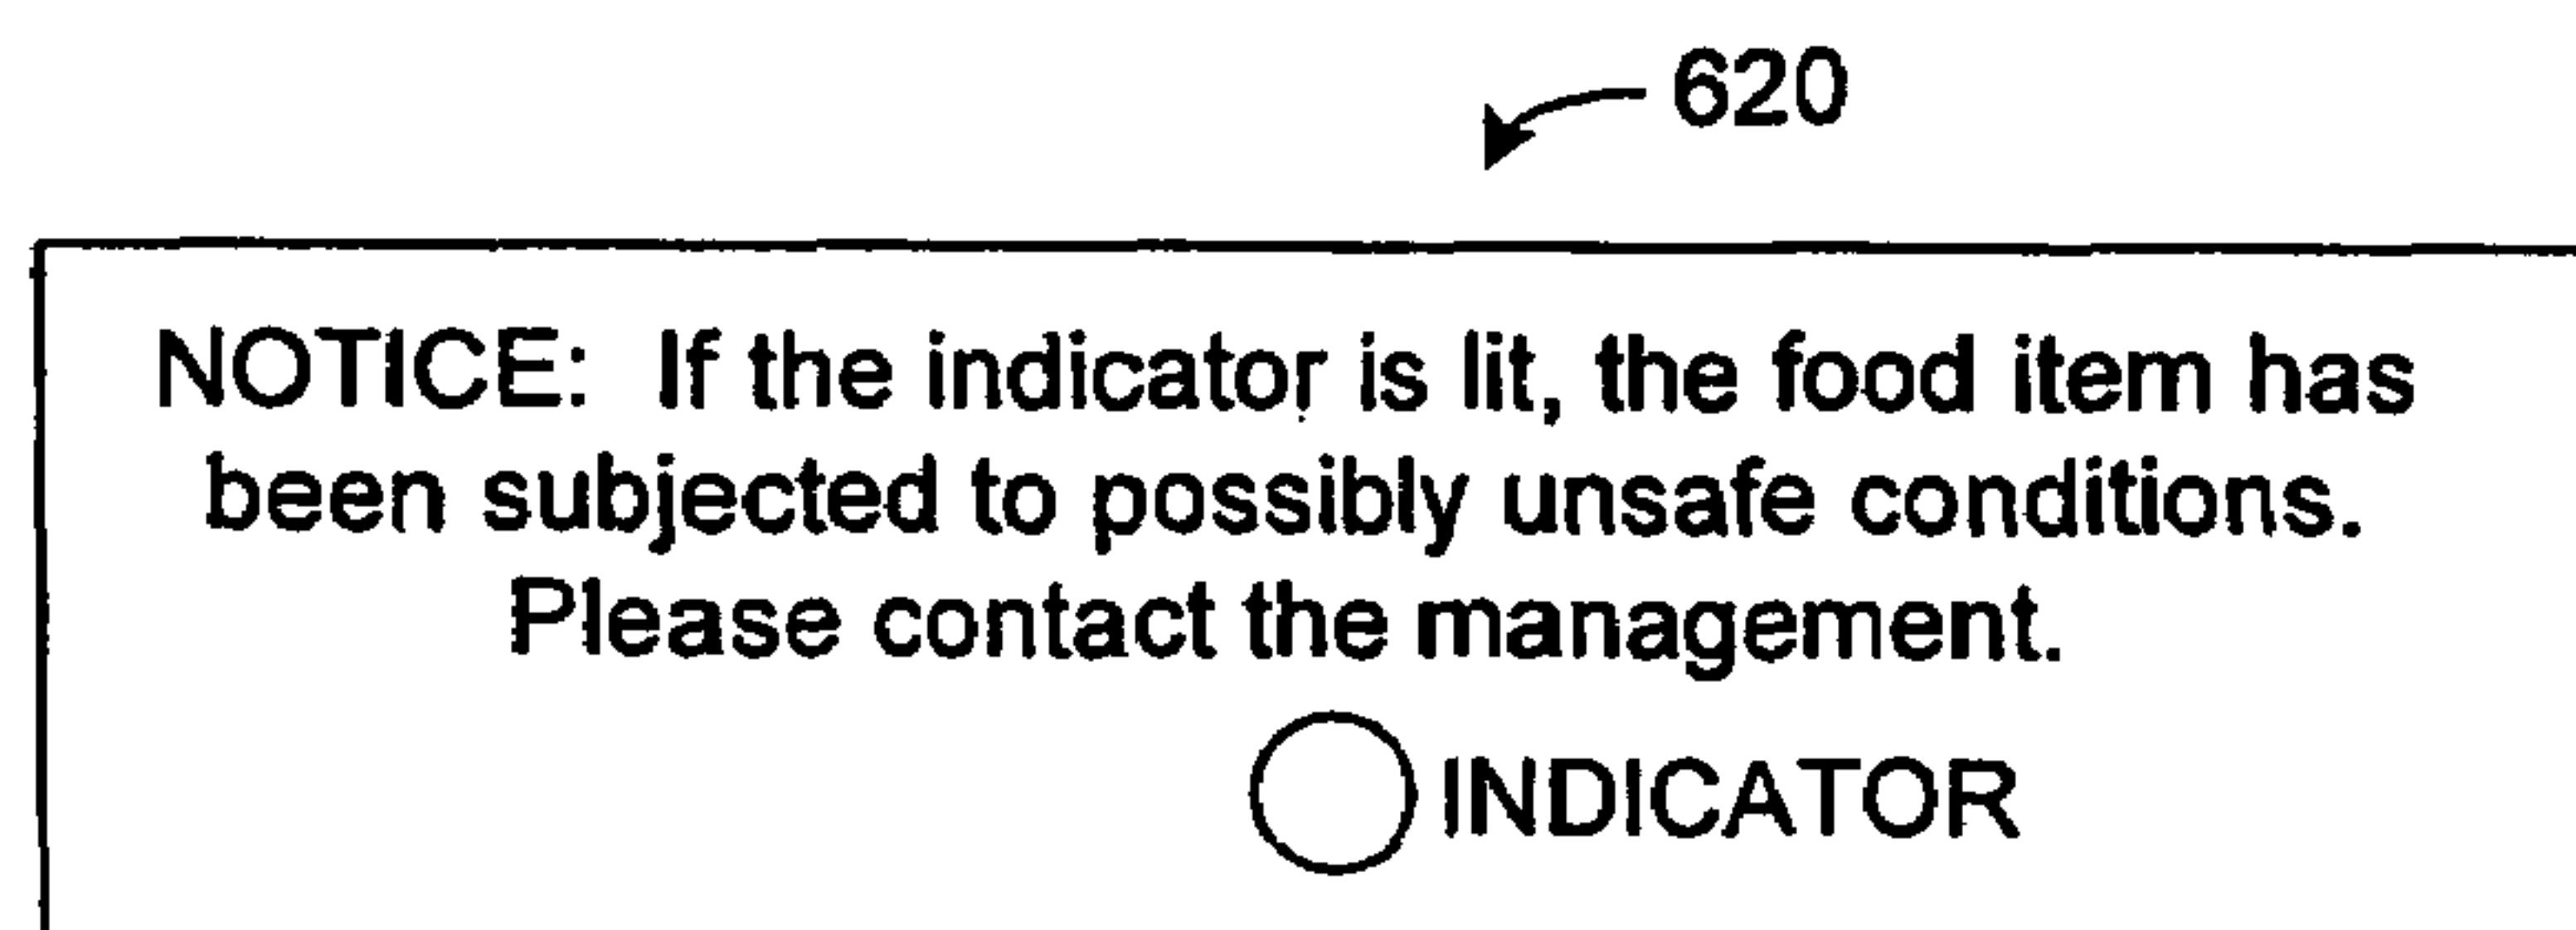 620
NOTICE: If the indicator is lit, the food item has
been subjected to possibly unsafe conditions.
Please contact the management.
INDICATOR